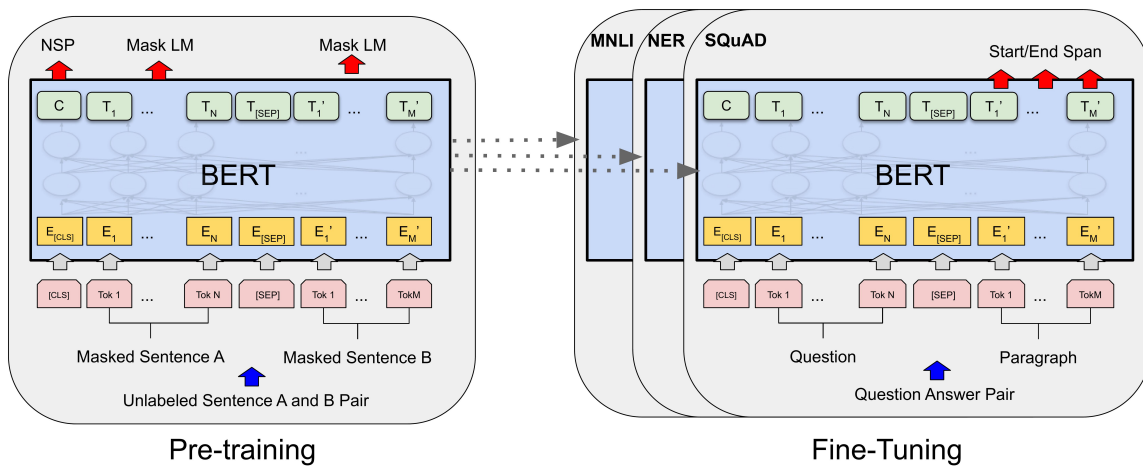 NSP Mask LM Mask LM
C T1 ... TN T[SEP] T1' ... TM'
...
BERT
...
E[CLS] E1 ... EN E[SEP] E1' ... EM'
[CLS] Tok 1 ... Tok N [SEP] Tok 1 ... TokM
Masked Sentence A Masked Sentence B
Unlabeled Sentence A and B Pair
Pre-training
MNLI NER SQuAD
Start/End Span
C T1 ... TN T[SEP] T1' ... TM'
...
BERT
...
E[CLS] E1 ... EN E[SEP] E1' ... EM'
[CLS] Tok 1 ... Tok N [SEP] Tok 1 ... TokM
Question Paragraph
Question Answer Pair
Fine-Tuning